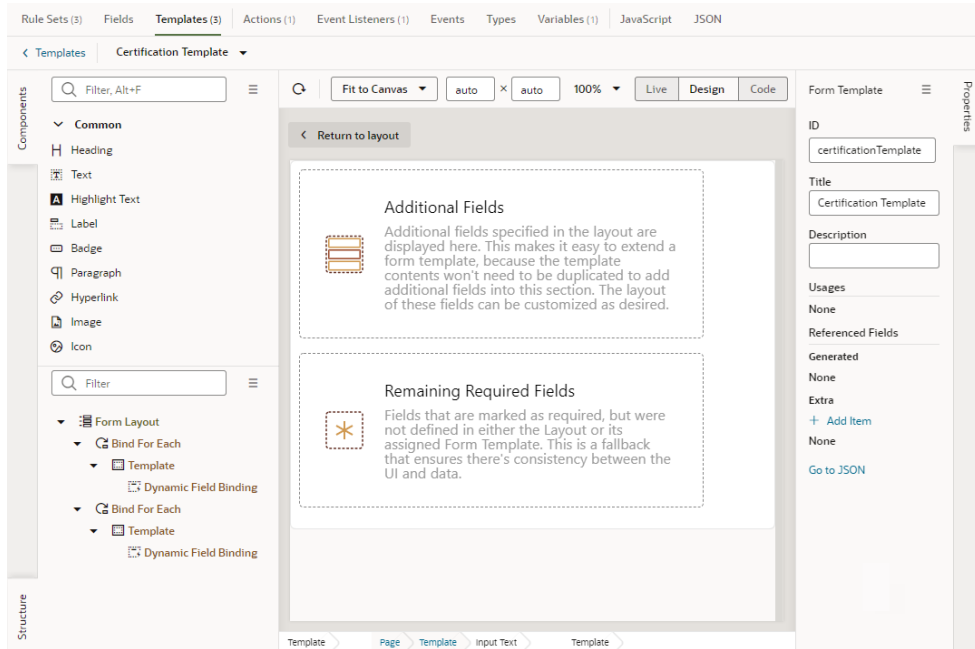 Rule Sets (3) Fields Templates (3) Actions (1) Event Listeners (1) Events Types Variables (1) JavaScript JSON
Templates Certification Template
Components
Filter, Alt+F
Common
Heading
Text
Highlight Text
Label
Badge
Paragraph
Hyperlink
Image
Icon
Filter
Form Layout
Bind For Each
Template
Dynamic Field Binding
Bind For Each
Template
Dynamic Field Binding
Structure
Fit to Canvas auto × auto 100% Live Design Code
Return to layout
Additional Fields
Additional fields specified in the layout are
displayed here. This makes it easy to extend a
form template, because the template
contents won't need to be duplicated to add
additional fields into this section. The layout
of these fields can be customized as desired.
Remaining Required Fields
Fields that are marked as required, but were
not defined in either the Layout or its
assigned Form Template. This is a fallback
that ensures there's consistency between the
UI and data.
Template Page Template Input Text Template
Form Template
ID
certificationTemplate
Title
Certification Template
Description
Usages
None
Referenced Fields
Generated
None
Extra
+ Add Item
None
Go to JSON
Properties